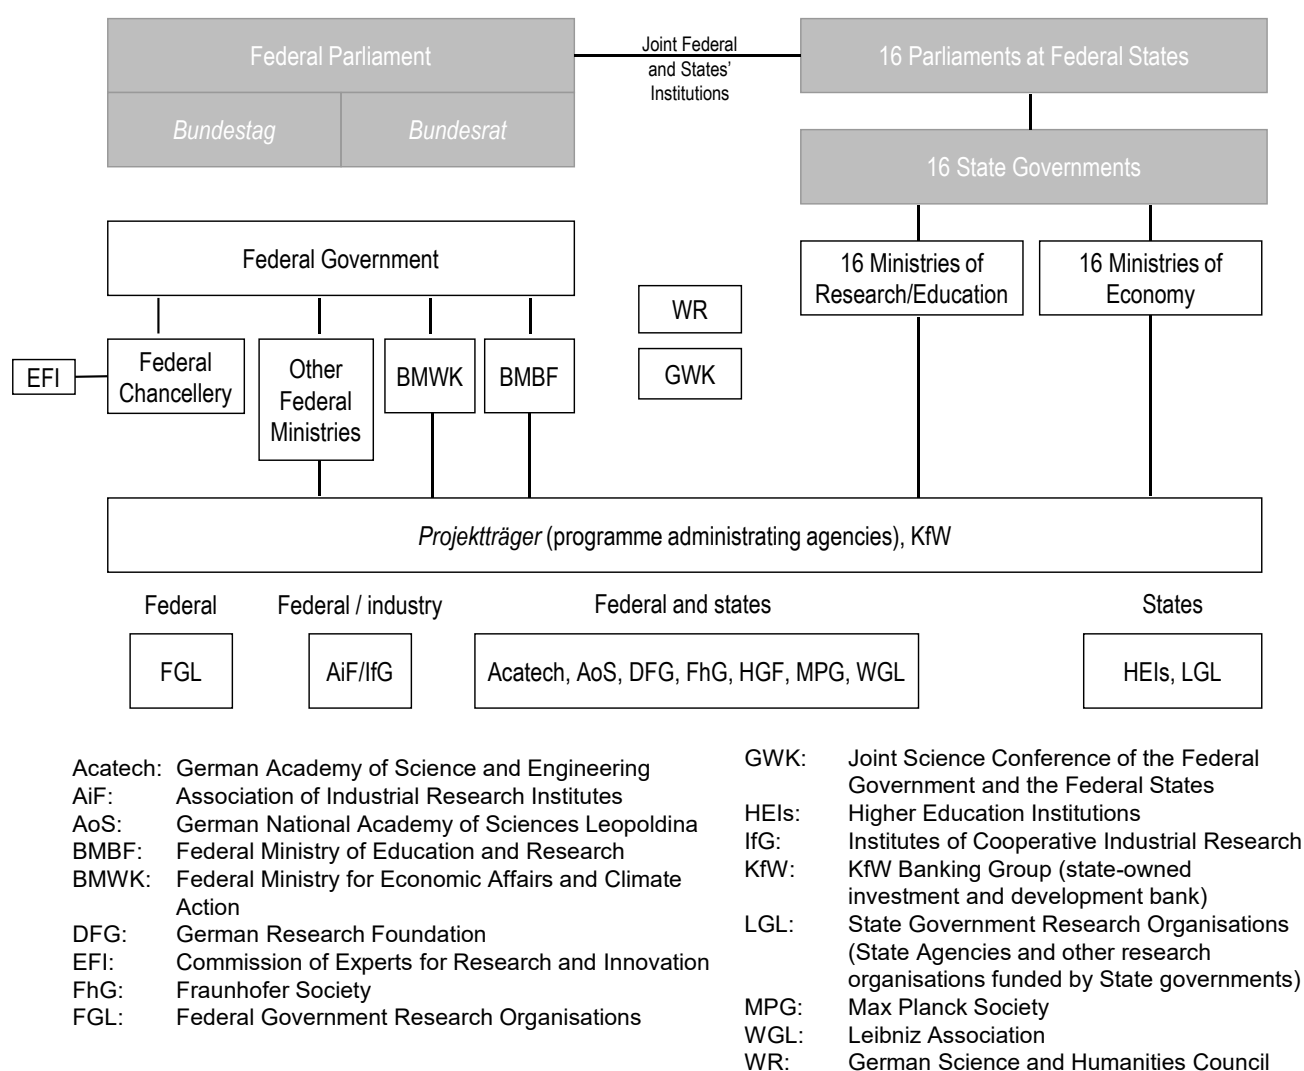 Federal Parliament
Joint Federal
and States’
Institutions
16 Parliaments at Federal States
Bundestag
Bundesrat
16 State Governments
Federal Government
16 Ministries of
Research/Education
16 Ministries of
Economy
WR
GWK
EFI
Federal
Chancellery
Other
Federal
Ministries
BMWK
BMBF
Projektträger (programme administrating agencies), KfW
Federal
Federal / industry
Federal and states
States
FGL
AiF/IfG
Acatech, AoS, DFG, FhG, HGF, MPG, WGL
HEIs, LGL
Acatech: German Academy of Science and Engineering
AiF: Association of Industrial Research Institutes
AoS: German National Academy of Sciences Leopoldina
BMBF: Federal Ministry of Education and Research
BMWK: Federal Ministry for Economic Affairs and Climate
Action
DFG: German Research Foundation
EFI: Commission of Experts for Research and Innovation
FhG: Fraunhofer Society
FGL: Federal Government Research Organisations
GWK: Joint Science Conference of the Federal
Government and the Federal States
HEIs: Higher Education Institutions
IfG: Institutes of Cooperative Industrial Research
KfW: KfW Banking Group (state-owned
investment and development bank)
LGL: State Government Research Organisations
(State Agencies and other research
organisations funded by State governments)
MPG: Max Planck Society
WGL: Leibniz Association
WR: German Science and Humanities Council